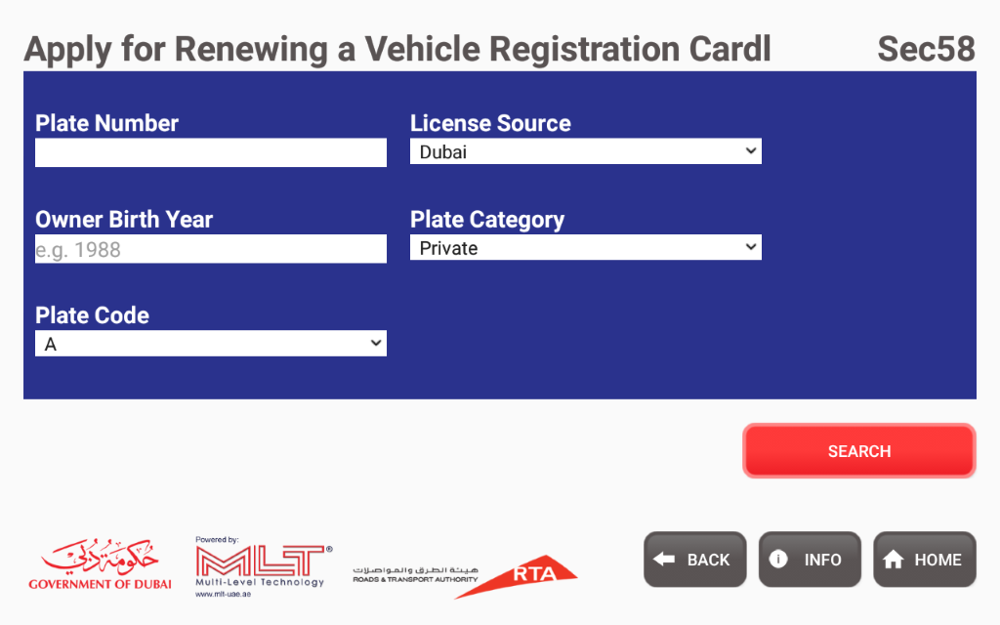 Apply for Renewing a Vehicle Registration Cardl Sec58
Plate Number License Source
Dubai
Owner Birth Year Plate Category
e.g. 1988 Private
Plate Code
A
SEARCH
حكومة دبي
GOVERNMENT OF DUBAI
Powered by:
MLT®
Multi-Level Technology
www.mlt-uae.ae
هيئة الطرق والمواصلات
ROADS & TRANSPORT AUTHORITY
RTA
BACK INFO HOME